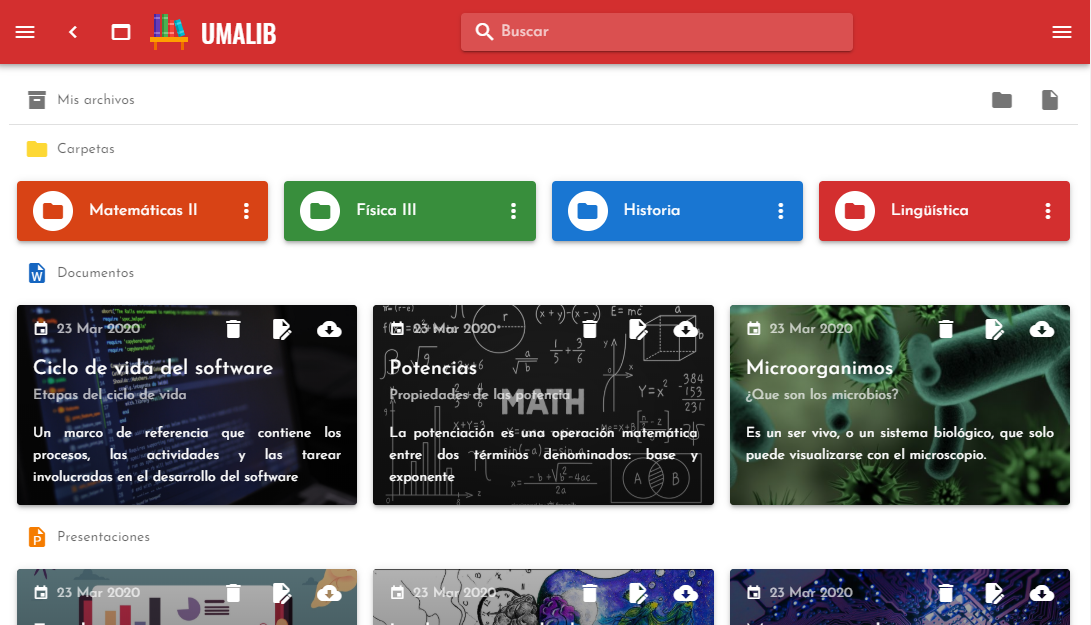 UMALIB
Buscar
Mis archivos
Carpetas
Matemáticas II
Física III
Historia
Lingüística
Documentos
23 Mar 2020
Ciclo de vida del software
Etapas del ciclo de vida
Un marco de referencia que contiene los
procesos, las actividades y las tarear
involucradas en el desarrollo del software
23 Mar 2020
Potencias
Propiedades de las potencia
MATH
La potenciación es una operación matemática
entre dos términos denominados: base y
exponente
23 Mar 2020
Microorganimos
¿Que son los microbios?
Es un ser vivo, o un sistema biológico, que solo
puede visualizarse con el microscopio.
Presentaciones
23 Mar 2020
23 Mar 2020
23 Mar 2020